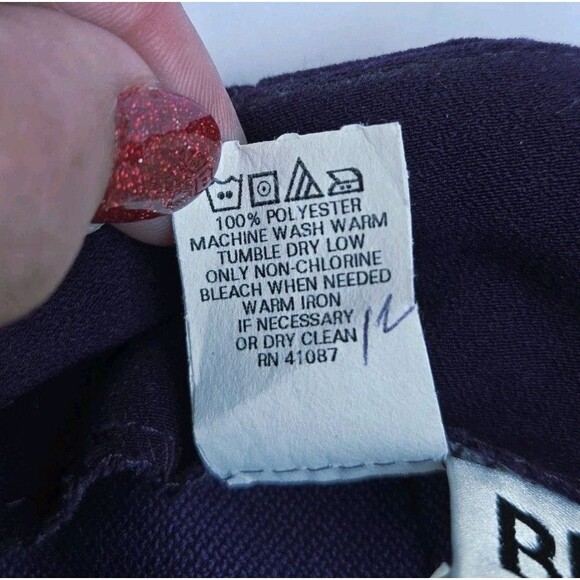 100% POLYESTER
MACHINE WASH WARM
TUMBLE DRY LOW
ONLY NON-CHLORINE
BLEACH WHEN NEEDED
WARM IRON
IF NECESSARY
OR DRY CLEAN
RN 41087
12